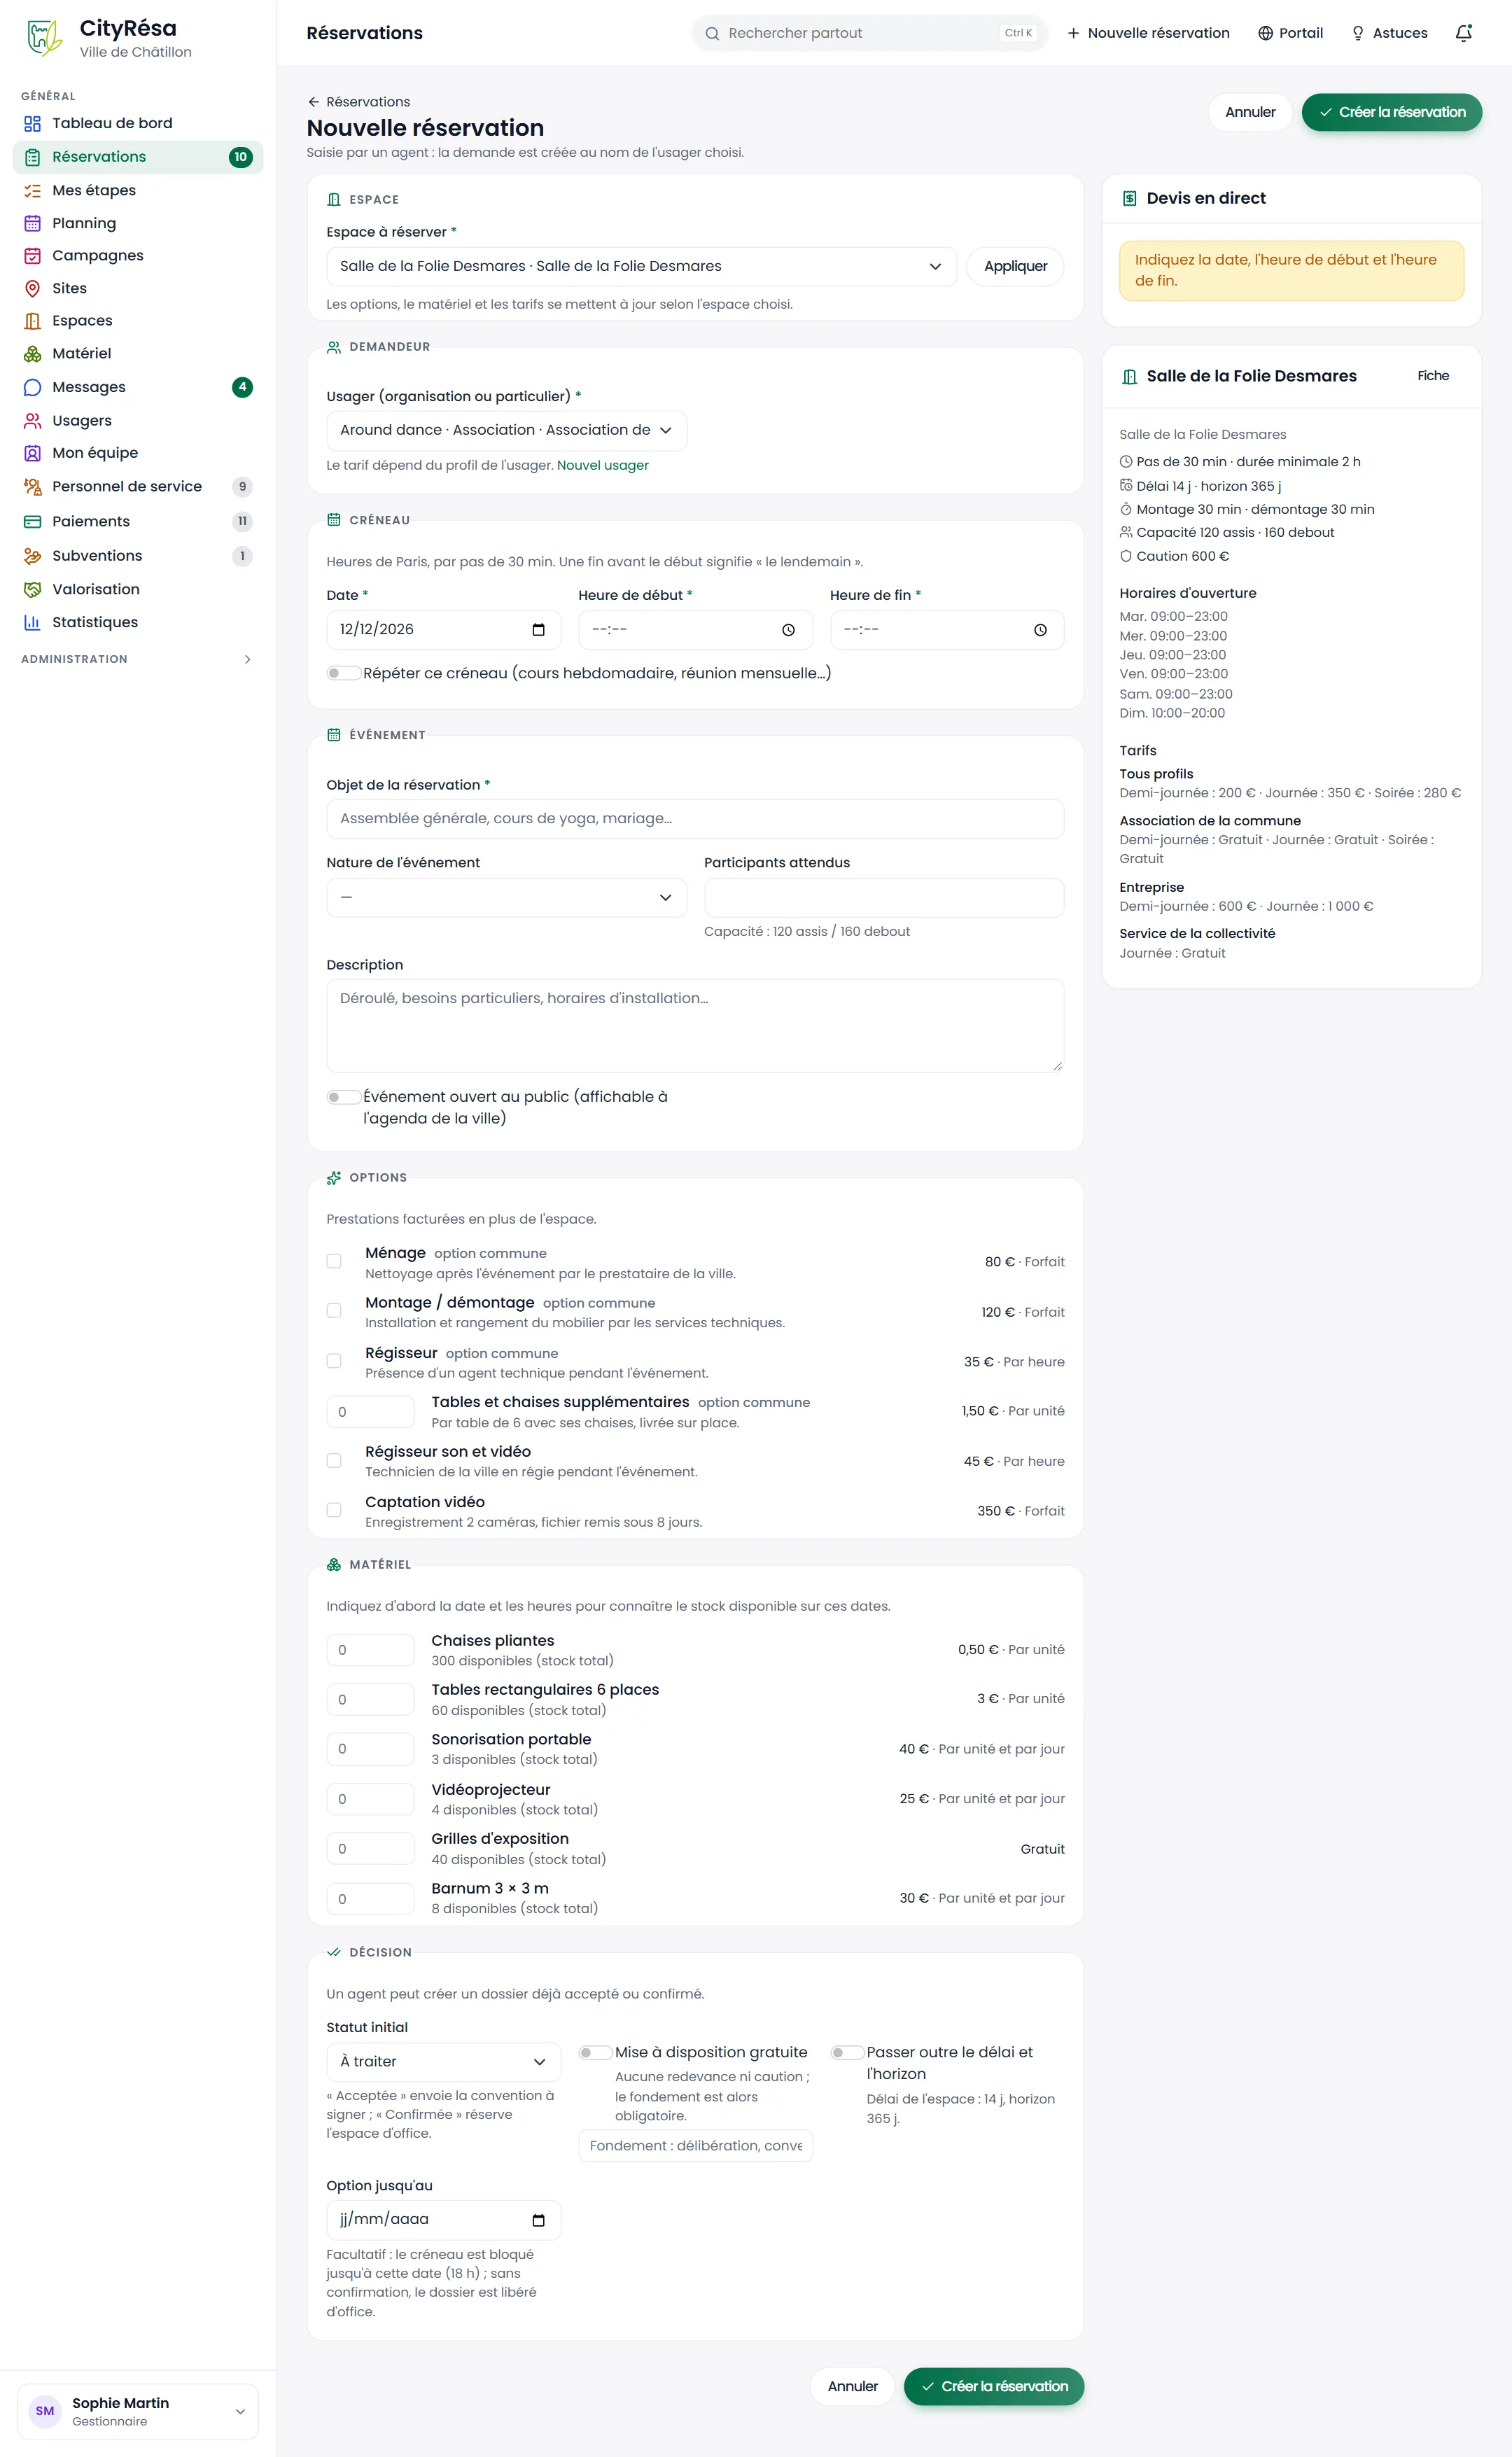 CityRésa
Ville de Châtillon
GÉNÉRAL
Tableau de bord
Réservations 10
Mes étapes
Planning
Campagnes
Sites
Espaces
Matériel
Messages 4
Usagers
Mon équipe
Personnel de service 9
Paiements 11
Subventions 1
Valorisation
Statistiques
ADMINISTRATION
SM
Sophie Martin
Gestionnaire
Réservations
Rechercher partout Ctrl K
Nouvelle réservation
Portail
Astuces
Réservations
Nouvelle réservation
Saisie par un agent : la demande est créée au nom de l'usager choisi.
Annuler
Créer la réservation
ESPACE
Espace à réserver *
Salle de la Folie Desmares · Salle de la Folie Desmares
Appliquer
Les options, le matériel et les tarifs se mettent à jour selon l'espace choisi.
DEMANDEUR
Usager (organisation ou particulier) *
Around dance · Association · Association de
Le tarif dépend du profil de l'usager. Nouvel usager
CRÉNEAU
Heures de Paris, par pas de 30 min. Une fin avant le début signifie « le lendemain ».
Date * Heure de début * Heure de fin *
12/12/2026 --:-- --:--
Répéter ce créneau (cours hebdomadaire, réunion mensuelle…)
ÉVÉNEMENT
Objet de la réservation *
Assemblée générale, cours de yoga, mariage…
Nature de l'événement Participants attendus
—
Capacité : 120 assis / 160 debout
Description
Déroulé, besoins particuliers, horaires d'installation…
Événement ouvert au public (affichable à
l'agenda de la ville)
OPTIONS
Prestations facturées en plus de l'espace.
Ménage option commune
Nettoyage après l'événement par le prestataire de la ville.
80 € · Forfait
Montage / démontage option commune
Installation et rangement du mobilier par les services techniques.
120 € · Forfait
Régisseur option commune
Présence d'un agent technique pendant l'événement.
35 € · Par heure
0
Tables et chaises supplémentaires option commune
Par table de 6 avec ses chaises, livrée sur place.
1,50 € · Par unité
Régisseur son et vidéo
Technicien de la ville en régie pendant l'événement.
45 € · Par heure
Captation vidéo
Enregistrement 2 caméras, fichier remis sous 8 jours.
350 € · Forfait
MATÉRIEL
Indiquez d'abord la date et les heures pour connaître le stock disponible sur ces dates.
0
Chaises pliantes
300 disponibles (stock total)
0,50 € · Par unité
0
Tables rectangulaires 6 places
60 disponibles (stock total)
3 € · Par unité
0
Sonorisation portable
3 disponibles (stock total)
40 € · Par unité et par jour
0
Vidéoprojecteur
4 disponibles (stock total)
25 € · Par unité et par jour
0
Grilles d'exposition
40 disponibles (stock total)
Gratuit
0
Barnum 3 × 3 m
8 disponibles (stock total)
30 € · Par unité et par jour
DÉCISION
Un agent peut créer un dossier déjà accepté ou confirmé.
Statut initial
À traiter
« Acceptée » envoie la convention à
signer ; « Confirmée » réserve
l'espace d'office.
Mise à disposition gratuite
Aucune redevance ni caution ;
le fondement est alors
obligatoire.
Fondement : délibération, conve
Passer outre le délai et
l'horizon
Délai de l'espace : 14 j, horizon
365 j.
Option jusqu'au
jj/mm/aaaa
Facultatif : le créneau est bloqué
jusqu'à cette date (18 h) ; sans
confirmation, le dossier est libéré
d'office.
Annuler
Créer la réservation
Devis en direct
Indiquez la date, l'heure de début et l'heure
de fin.
Salle de la Folie Desmares
Fiche
Salle de la Folie Desmares
Pas de 30 min · durée minimale 2 h
Délai 14 j · horizon 365 j
Montage 30 min · démontage 30 min
Capacité 120 assis · 160 debout
Caution 600 €
Horaires d'ouverture
Mar. 09:00–23:00
Mer. 09:00–23:00
Jeu. 09:00–23:00
Ven. 09:00–23:00
Sam. 09:00–23:00
Dim. 10:00–20:00
Tarifs
Tous profils
Demi-journée : 200 € · Journée : 350 € · Soirée : 280 €
Association de la commune
Demi-journée : Gratuit · Journée : Gratuit · Soirée :
Gratuit
Entreprise
Demi-journée : 600 € · Journée : 1 000 €
Service de la collectivité
Journée : Gratuit